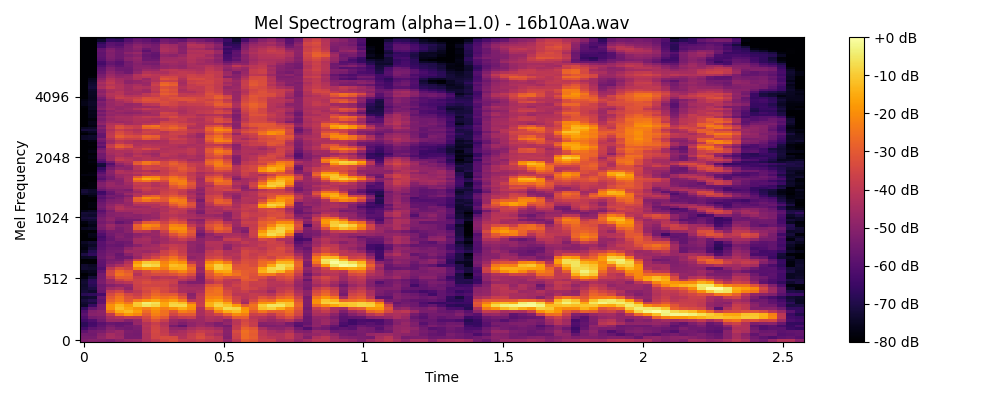 Mel Spectrogram (alpha=1.0) - 16b10Aa.wav
Mel Frequency
4096
2048
1024
512
0
0
0.5
1
1.5
2
2.5
Time
+0 dB
-10 dB
-20 dB
-30 dB
-40 dB
-50 dB
-60 dB
-70 dB
-80 dB